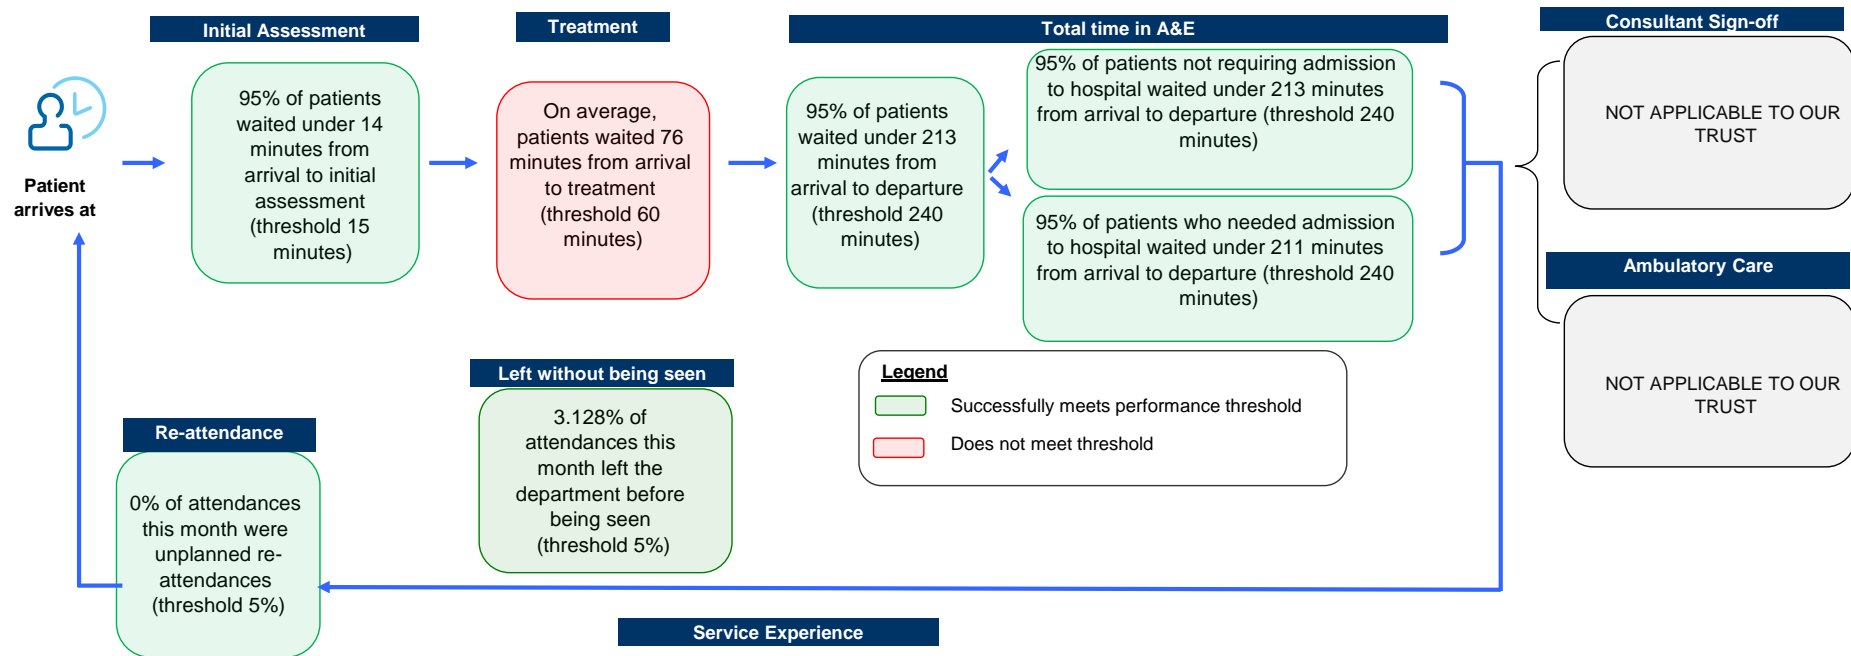 Initial Assessment
Treatment
Total time in A&E
Consultant Sign-off
Patient
arrives at
95% of patients
waited under 14
minutes from
arrival to initial
assessment
(threshold 15
minutes)
On average,
patients waited 76
minutes from arrival
to treatment
(threshold 60
minutes)
95% of patients
waited under 213
minutes from
arrival to departure
(threshold 240
minutes)
95% of patients not requiring admission
to hospital waited under 213 minutes
from arrival to departure (threshold 240
minutes)
95% of patients who needed admission
to hospital waited under 211 minutes
from arrival to departure (threshold 240
minutes)
NOT APPLICABLE TO OUR
TRUST
Ambulatory Care
NOT APPLICABLE TO OUR
TRUST
Legend
Successfully meets performance threshold
Does not meet threshold
Left without being seen
3.128% of
attendances this
month left the
department before
being seen
(threshold 5%)
Re-attendance
0% of attendances
this month were
unplanned re-
attendances
(threshold 5%)
Service Experience